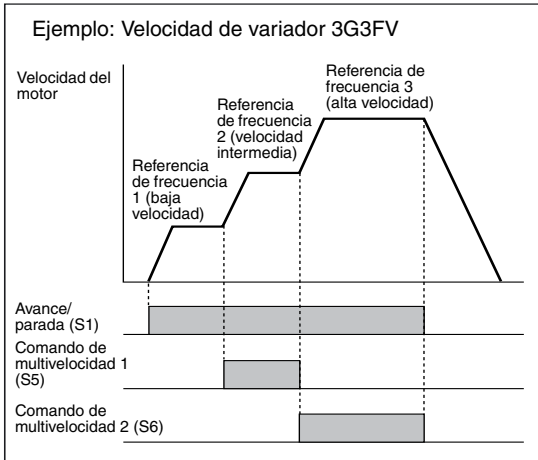 Ejemplo: Velocidad de variador 3G3FV
Velocidad del
motor
Referencia de
frecuencia 3
(alta velocidad)
Referencia
de frecuencia
2 (velocidad
intermedia)
Referencia
de frecuencia
1 (baja
velocidad)
Avance/
parada (S1)
Comando de
multivelocidad 1
(S5)
Comando de
multivelocidad 2 (S6)